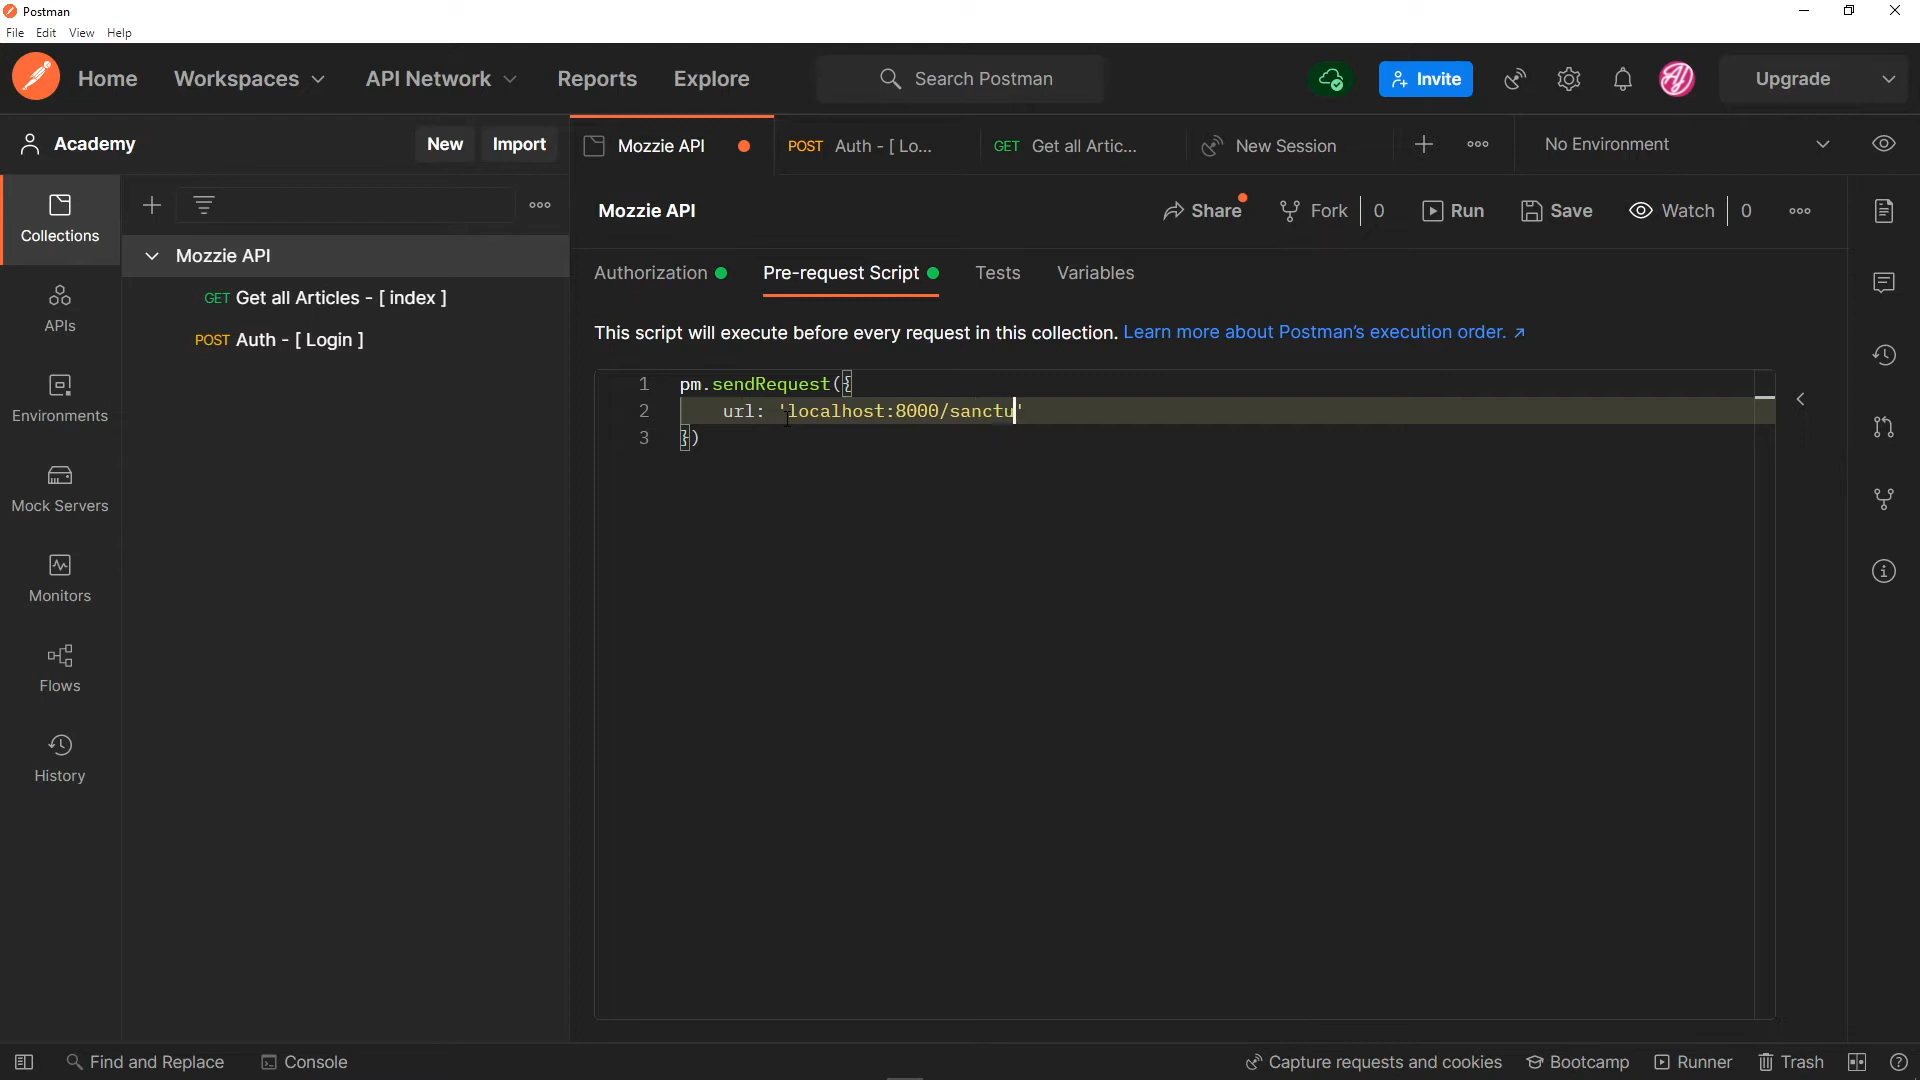 Postman
File Edit View Help
Home Workspaces API Network Reports Explore Search Postman Invite Upgrade
Academy New Import Mozzie API POST Auth - [ Lo... GET Get all Artic... New Session No Environment
Collections
Mozzie API
GET Get all Articles - [ index ]
POST Auth - [ Login ]
APIs
Environments
Mock Servers
Monitors
Flows
History
Mozzie API Share Fork 0 Run Save Watch 0
Authorization Pre-request Script Tests Variables
This script will execute before every request in this collection. Learn more about Postman's execution order. ↗
1 pm.sendRequest({
2 url: 'localhost:8000/sanctu'
3 })
Find and Replace Console Capture requests and cookies Bootcamp Runner Trash